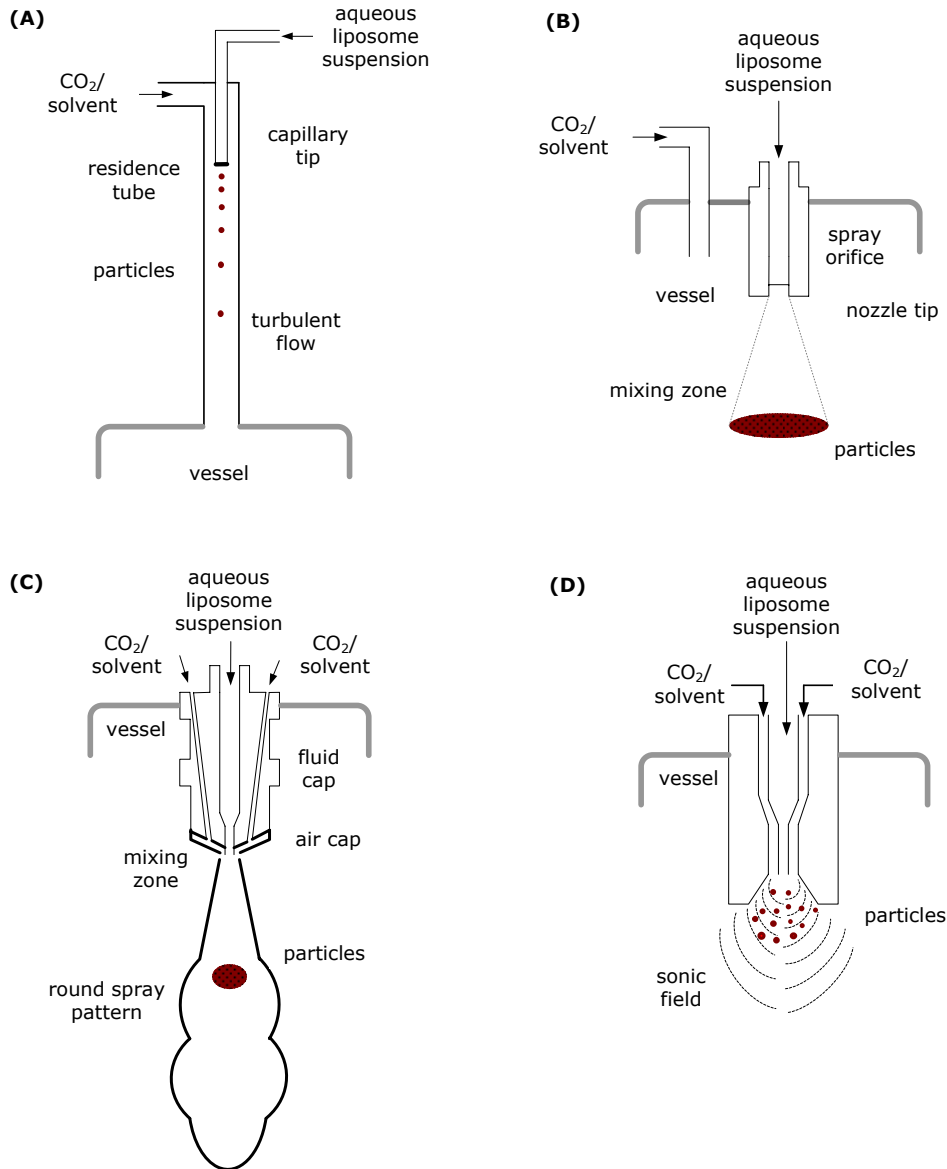 (A)
aqueous
liposome
suspension
CO₂/
solvent
capillary
tip
residence
tube
particles
turbulent
flow
vessel
(B)
aqueous
liposome
suspension
CO₂/
solvent
spray
orifice
vessel
nozzle tip
mixing zone
particles
(C)
aqueous
liposome
suspension
CO₂/
solvent
CO₂/
solvent
vessel
fluid
cap
air cap
mixing
zone
particles
round spray
pattern
(D)
aqueous
liposome
suspension
CO₂/
solvent
CO₂/
solvent
vessel
particles
sonic
field